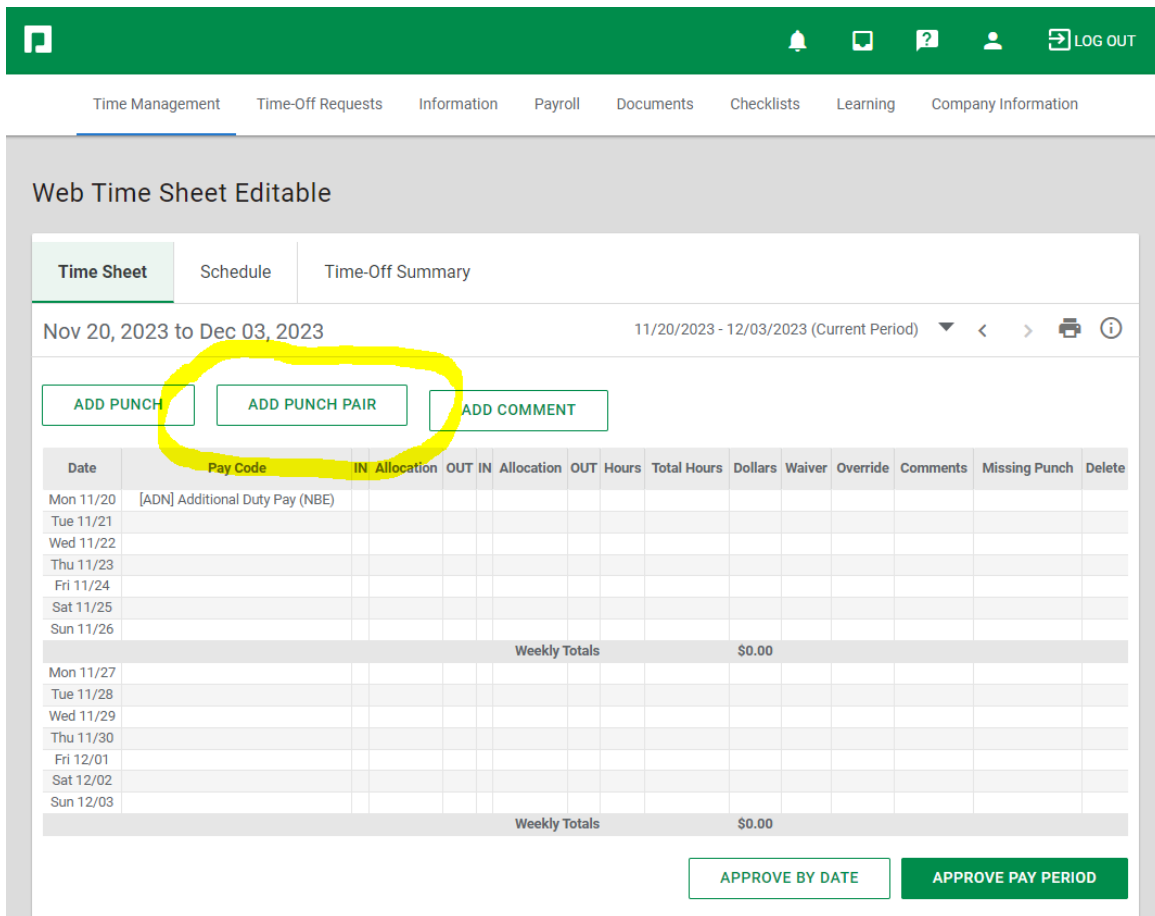 LOG OUT
Time Management Time-Off Requests Information Payroll Documents Checklists Learning Company Information
Web Time Sheet Editable
Time Sheet Schedule Time-Off Summary
Nov 20, 2023 to Dec 03, 2023 11/20/2023 - 12/03/2023 (Current Period)
ADD PUNCH ADD PUNCH PAIR ADD COMMENT
Date Pay Code IN Allocation OUT IN Allocation OUT Hours Total Hours Dollars Waiver Override Comments Missing Punch Delete
Mon 11/20 [ADN] Additional Duty Pay (NBE)
Tue 11/21
Wed 11/22
Thu 11/23
Fri 11/24
Sat 11/25
Sun 11/26
Weekly Totals $0.00
Mon 11/27
Tue 11/28
Wed 11/29
Thu 11/30
Fri 12/01
Sat 12/02
Sun 12/03
Weekly Totals $0.00
APPROVE BY DATE APPROVE PAY PERIOD